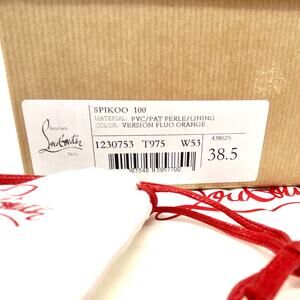 SPIKOO 100
MATERIAL: PVC/PAT PERLE/LINING
COLOR: VERSION FLUO ORANGE
Christian
Louboutin
1230753 T975 W53
438625
38.5
Louboutin